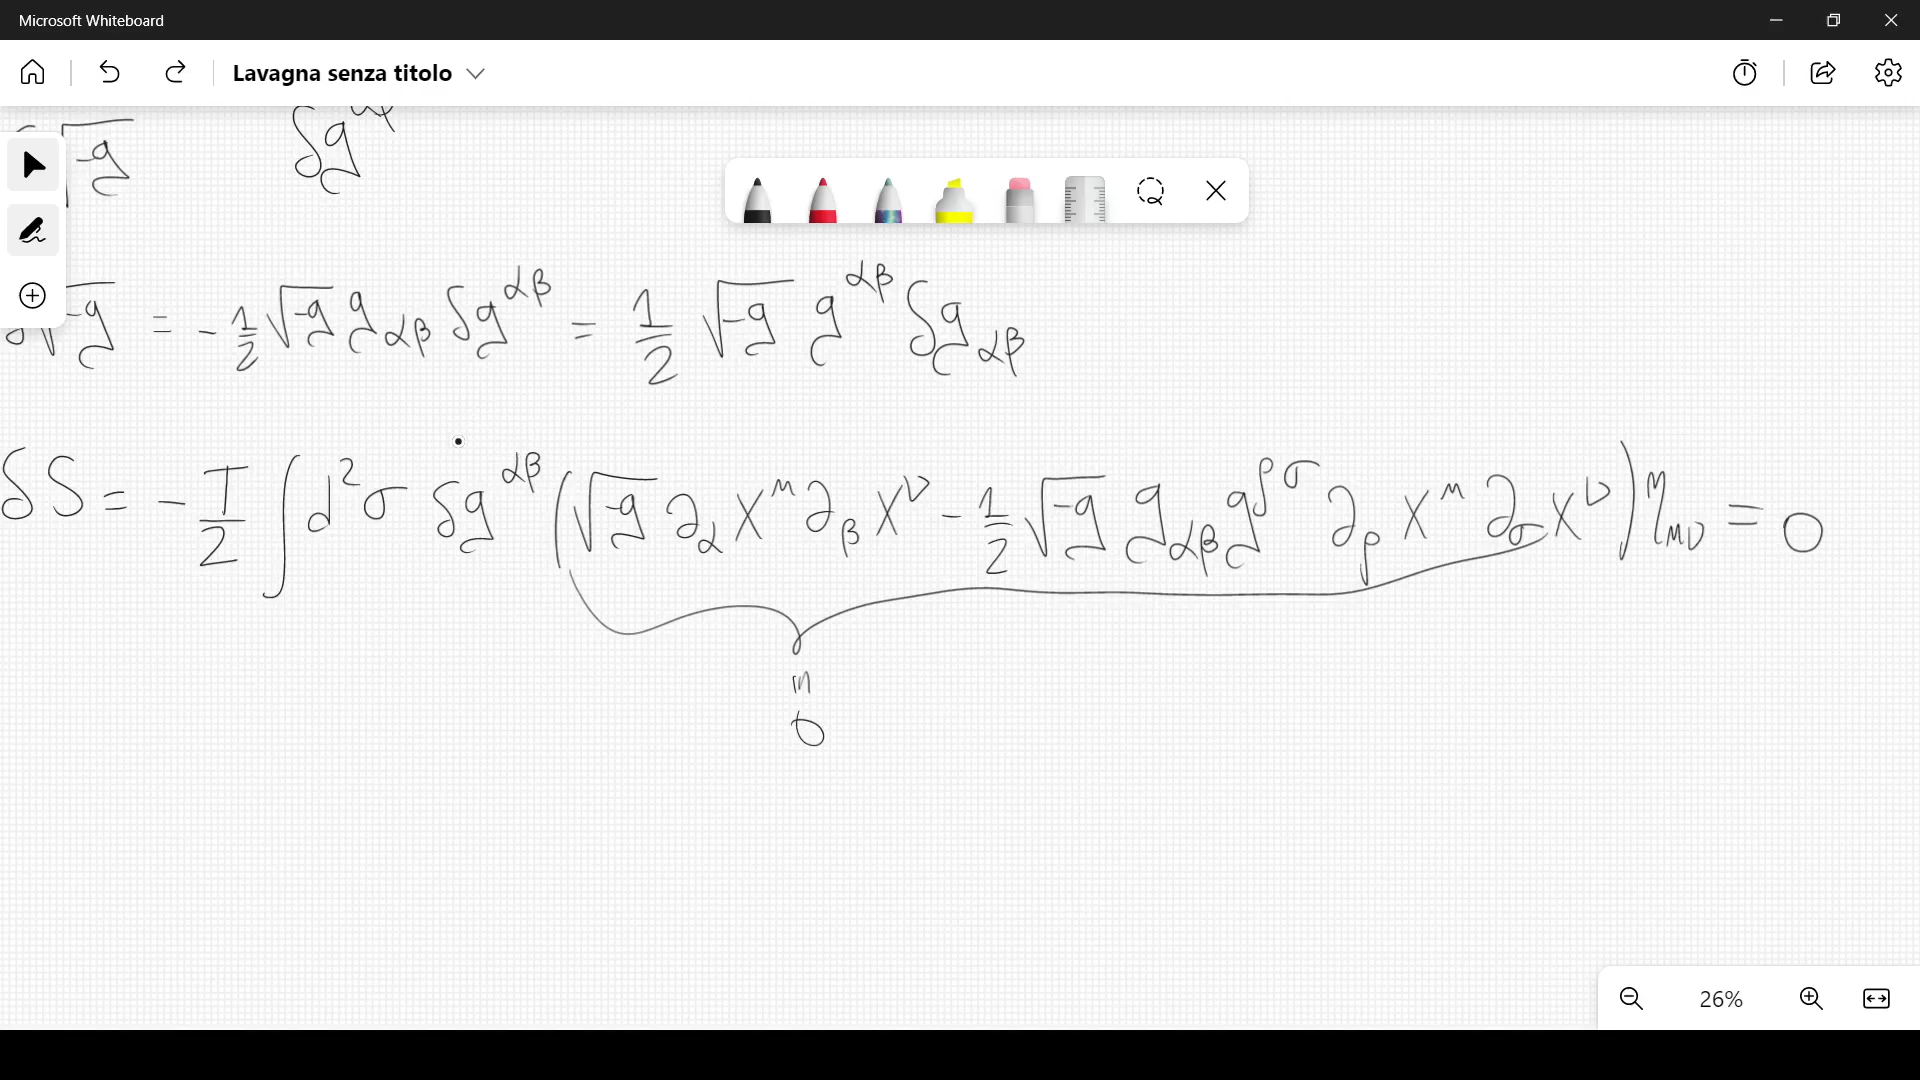 Microsoft Whiteboard
Lavagna senza titolo
√-g δg^{αβ}
δ√-g = -1/2 √-g g_{αβ} δg^{αβ} = 1/2 √-g g^{αβ} δg_{αβ}
δS = - T/2 ∫ d²σ δg^{αβ} (√-g ∂_α X^μ ∂_β X^ν - 1/2 √-g g_{αβ} g^{ρσ} ∂_ρ X^μ ∂_σ X^ν) η_{μν} = 0
0
26%